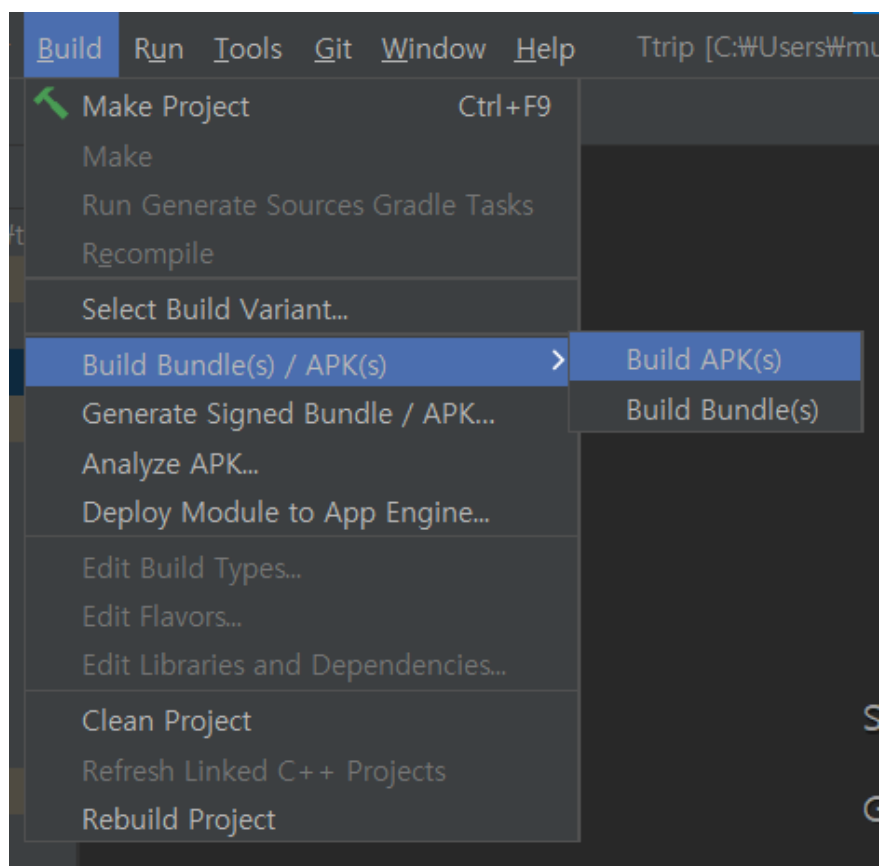 Build Run Tools Git Window Help Ttrip [C:₩Users₩mu
Make Project Ctrl+F9
Make
Run Generate Sources Gradle Tasks
₩t
Recompile
Select Build Variant...
Build Bundle(s) / APK(s)
Build APK(s)
Generate Signed Bundle / APK...
Build Bundle(s)
Analyze APK...
Deploy Module to App Engine...
Edit Build Types...
Edit Flavors...
Edit Libraries and Dependencies...
Clean Project
S
Refresh Linked C++ Projects
Rebuild Project